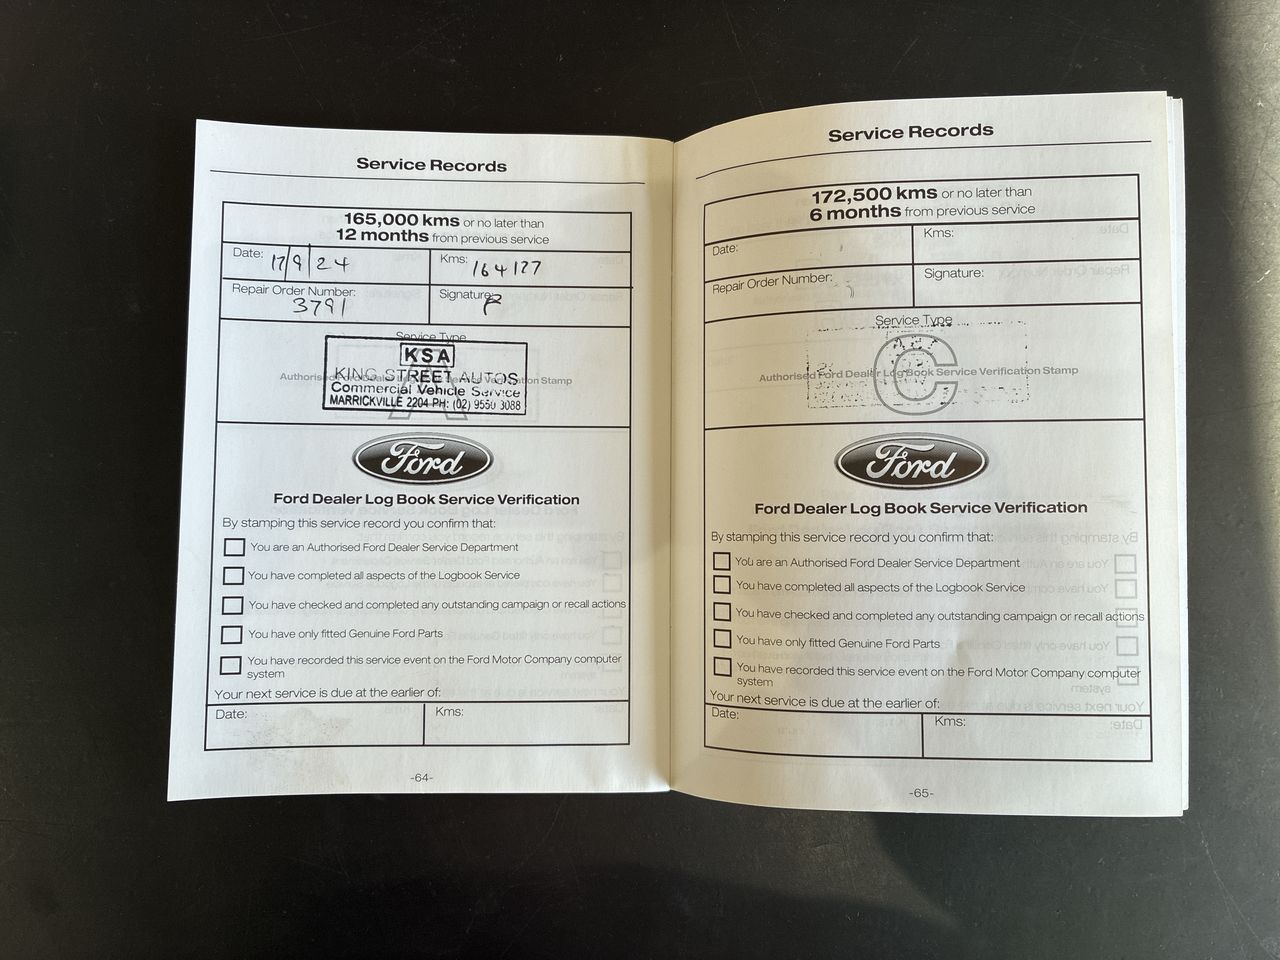 Service Records
165,000 kms or no later than
12 months from previous service
Date: 17/9/24
Kms: 164177
Repair Order Number: 3791
Signature:
Service Type
KSA
KING STREET AUTOS
Authorised Ford Dealer Log Book Service Verification Stamp
Commercial Vehicle Service
MARRICKVILLE 2204 PH: (02) 9550 3088
A
Ford
Ford Dealer Log Book Service Verification
By stamping this service record you confirm that:
You are an Authorised Ford Dealer Service Department
You have completed all aspects of the Logbook Service
You have checked and completed any outstanding campaign or recall actions
You have only fitted Genuine Ford Parts
You have recorded this service event on the Ford Motor Company computer
system
Your next service is due at the earlier of:
Date:
Kms:
-64-
Service Records
172,500 kms or no later than
6 months from previous service
Date:
Kms:
Repair Order Number:
Signature:
Service Type
C
Authorised Ford Dealer Log Book Service Verification Stamp
Ford
Ford Dealer Log Book Service Verification
By stamping this service record you confirm that:
You are an Authorised Ford Dealer Service Department
You have completed all aspects of the Logbook Service
You have checked and completed any outstanding campaign or recall actions
You have only fitted Genuine Ford Parts
You have recorded this service event on the Ford Motor Company computer
system
Your next service is due at the earlier of:
Date:
Kms:
-65-